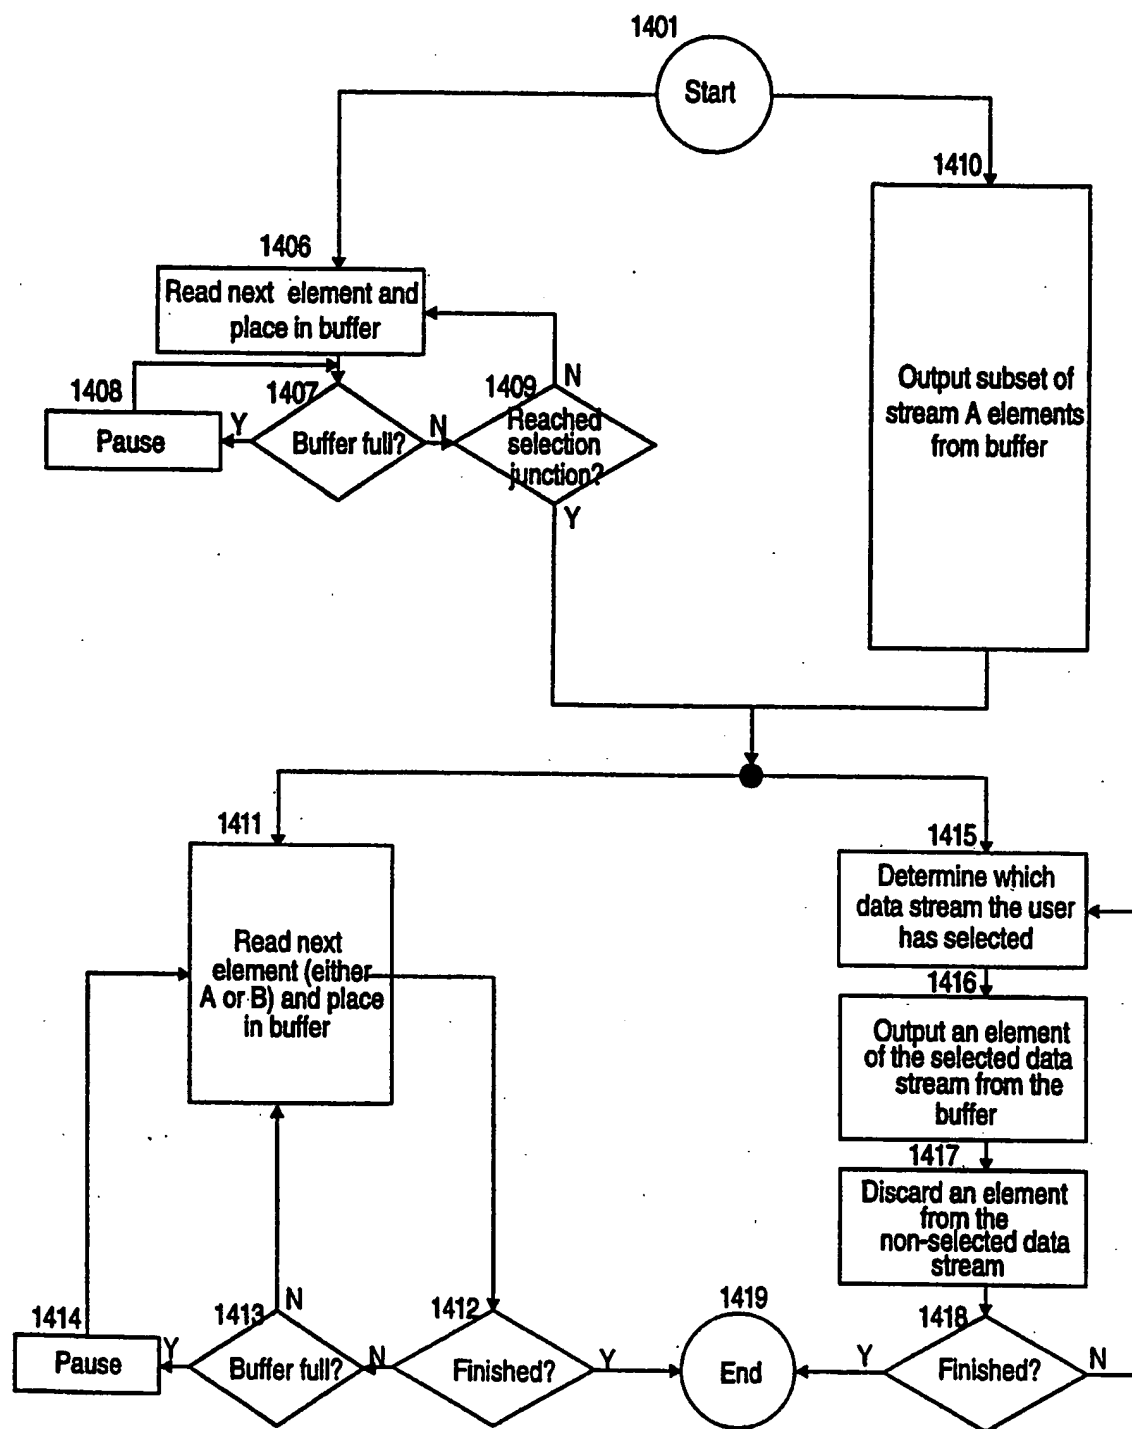 1401
Start
1410
1406
Read next element and
place in buffer
1408
1407
1409
N
Y
Pause
Buffer full?
N
Reached
selection
junction?
Y
Output subset of
stream A elements
from buffer
1411
1415
Read next
element (either
A or B) and place
in buffer
Determine which
data stream the user
has selected
1416
Output an element
of the selected data
stream from the
buffer
1417
Discard an element
from the
non-selected data
stream
1414
1413
N
1412
1419
1418
Pause
Y
Buffer full?
N
Finished?
Y
End
Y
Finished?
N